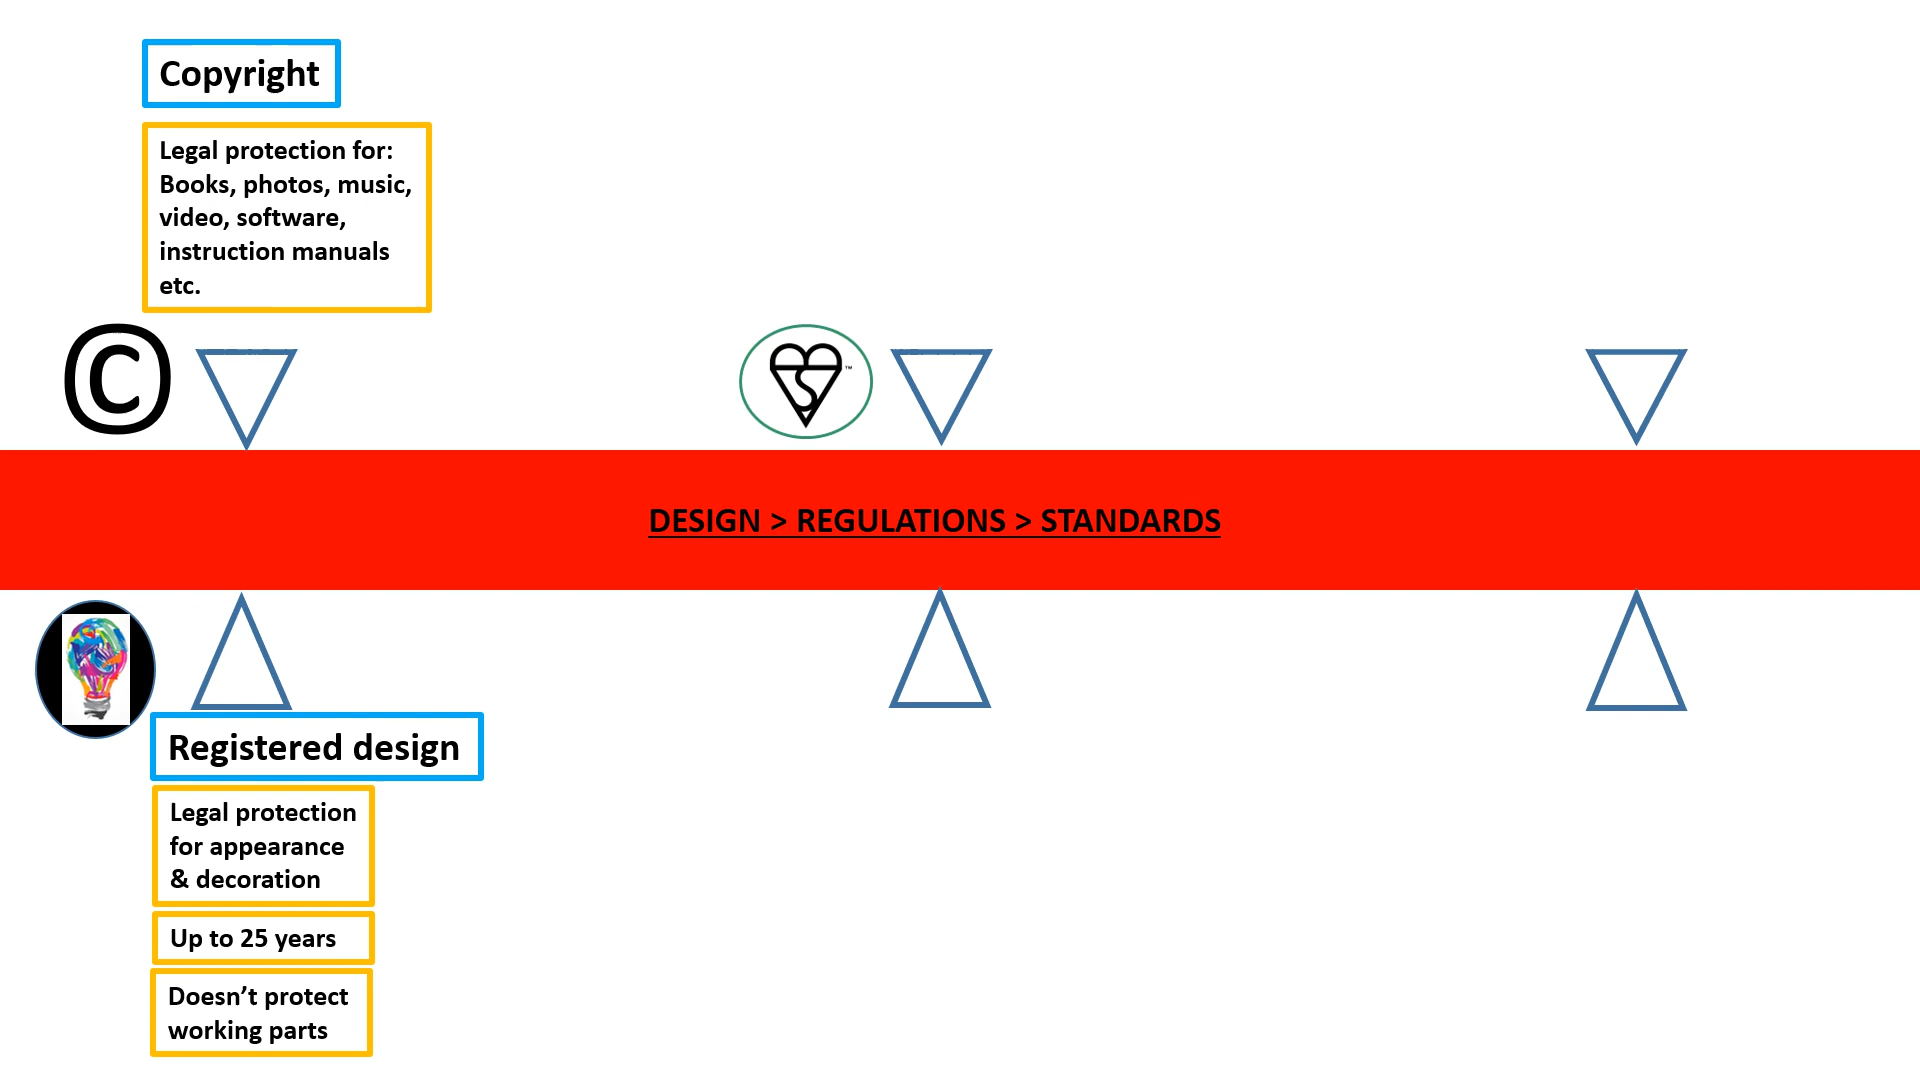 Copyright
Legal protection for:
Books, photos, music,
video, software,
instruction manuals
etc.
©
™
DESIGN > REGULATIONS > STANDARDS
Registered design
Legal protection
for appearance
& decoration
Up to 25 years
Doesn’t protect
working parts